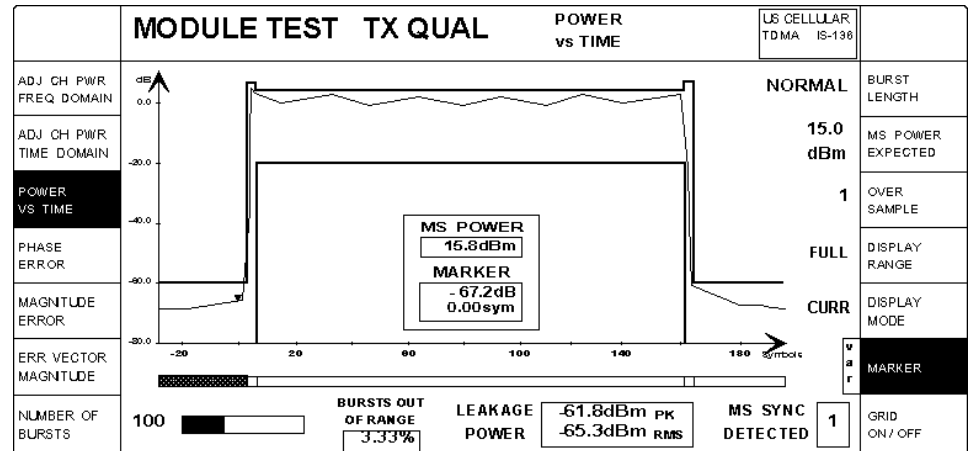 MODULE TEST TX QUAL
POWER
vs TIME
US CELLULAR
TDMA IS-136
ADJ CH PWR
FREQ DOMAIN
ADJ CH PWR
TIME DOMAIN
POWER
VS TIME
PHASE
ERROR
MAGNITUDE
ERROR
ERR VECTOR
MAGNITUDE
NUMBER OF
BURSTS
dB
0.0
-20.0
-40.0
-60.0
-80.0
-20
20
60
100
140
180
symbols
MS POWER
15.8dBm
MARKER
-67.2dB
0.00sym
NORMAL
15.0
dBm
1
FULL
CURR
var
BURST
LENGTH
MS POWER
EXPECTED
OVER
SAMPLE
DISPLAY
RANGE
DISPLAY
MODE
MARKER
GRID
ON / OFF
100
BURSTS OUT
OF RANGE
3.33%
LEAKAGE
POWER
-61.8dBm PK
-65.3dBm RMS
MS SYNC
DETECTED
1